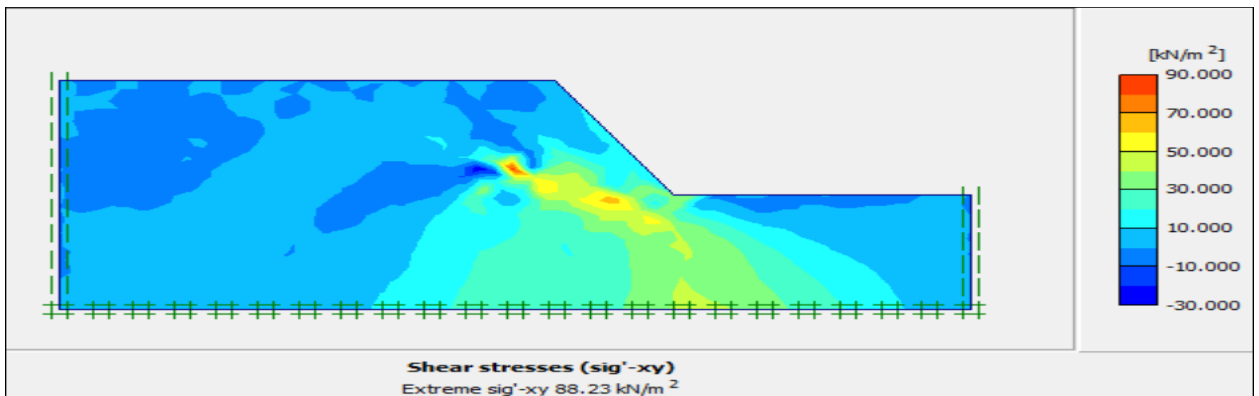 [kN/m ²]
90.000
70.000
50.000
30.000
10.000
-10.000
-30.000
Shear stresses (sig'-xy)
Extreme sig'-xy 88.23 kN/m ²